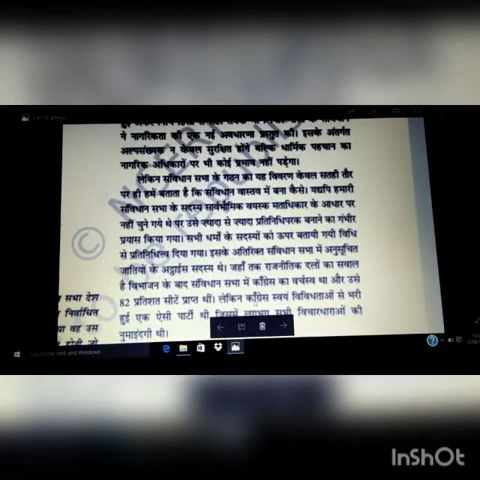 ने नागरिकता की एक नई अवधारणा प्रस्तुत की। इसके अंतर्गत
अल्पसंख्यक न केवल सुरक्षित होंगे बल्कि धार्मिक पहचान का
नागरिक अधिकारों पर भी कोई प्रभाव नहीं पड़ेगा।
लेकिन संविधान सभा के गठन का यह विवरण केवल सतही तौर
पर ही हमें बताता है कि संविधान वास्तव में बना कैसे। यद्यपि हमारी
संविधान सभा के सदस्य सार्वभौमिक वयस्क मताधिकार के आधार पर
नहीं चुने गये थे पर उसे ज्यादा से ज्यादा प्रतिनिधिपरक बनाने का गंभीर
प्रयास किया गया। सभी धर्मों के सदस्यों को ऊपर बतायी गयी विधि
से प्रतिनिधित्व दिया गया। इसके अतिरिक्त संविधान सभा में अनुसूचित
जातियों के अट्ठाईस सदस्य थे। जहाँ तक राजनीतिक दलों का सवाल
है विभाजन के बाद संविधान सभा में काँग्रेस का वर्चस्व था और उसे
82 प्रतिशत सीटें प्राप्त थीं। लेकिन काँग्रेस स्वयं विविधताओं से भरी
हुई एक ऐसी पार्टी थी जिसमें लगभग सभी विचारधाराओं की
नुमाइंदगी थी।
सभा देश
निर्वाचित
या वह उस
Search the web and Windows
InShOt